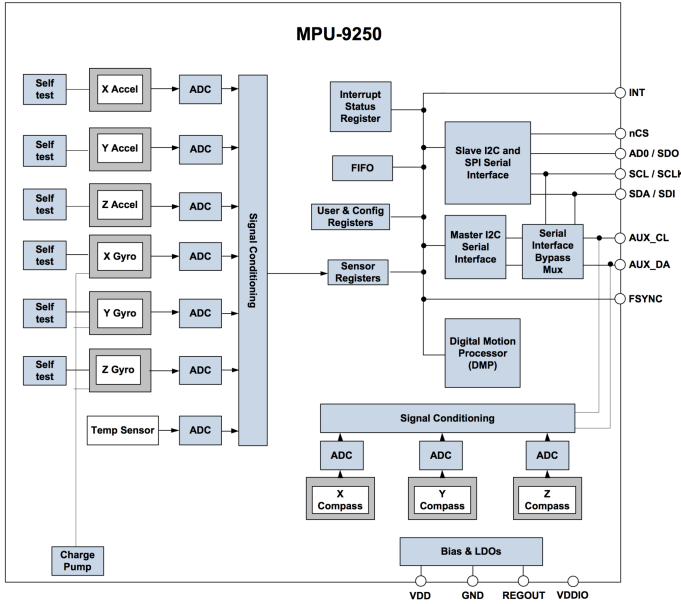 MPU-9250
Self
test
X Accel
ADC
Self
test
Y Accel
ADC
Self
test
Z Accel
ADC
Self
test
X Gyro
ADC
Self
test
Y Gyro
ADC
Self
test
Z Gyro
ADC
Temp Sensor
ADC
Signal Conditioning
Charge
Pump
Interrupt
Status
Register
FIFO
User & Config
Registers
Sensor
Registers
Slave I2C and
SPI Serial
Interface
Master I2C
Serial
Interface
Serial
Interface
Bypass
Mux
Digital Motion
Processor
(DMP)
INT
nCS
AD0 / SDO
SCL / SCLK
SDA / SDI
AUX_CL
AUX_DA
FSYNC
Signal Conditioning
ADC
ADC
ADC
X
Compass
Y
Compass
Z
Compass
Bias & LDOs
VDD
GND
REGOUT
VDDIO